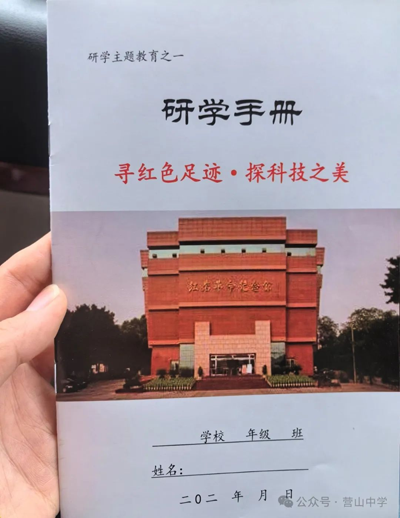 研学主题教育之一
研学手册
寻红色足迹·探科技之美
红岩革命纪念馆
学校 年级 班
姓名：
二〇二 年 月 日
公众号·营山中学